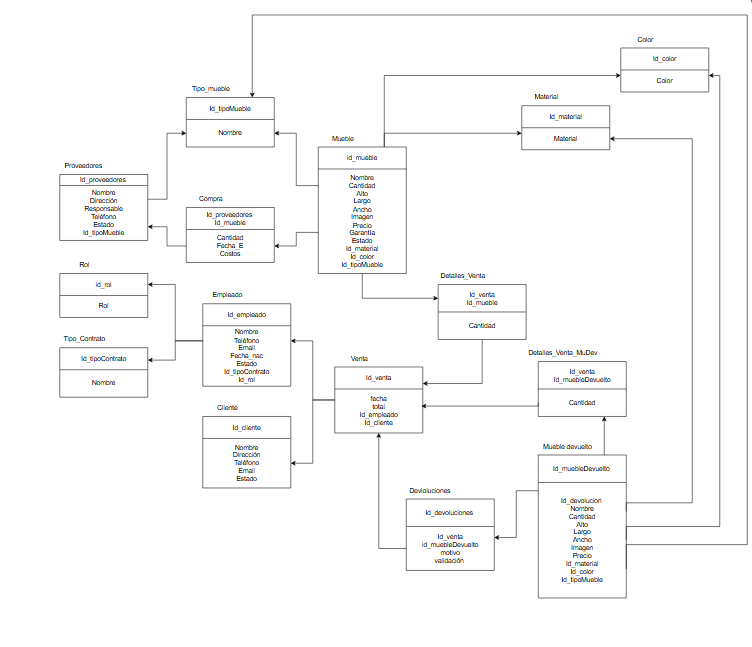 Color
Id_color
Color
Tipo_mueble
Id_tipoMueble
Nombre
Material
Id_material
Material
Mueble
id_mueble
Nombre
Cantidad
Alto
Largo
Ancho
Imagen
Precio
Garantía
Estado
Id_material
Id_color
Id_tipoMueble
Proveedores
Id_proveedores
Nombre
Dirección
Responsable
Teléfono
Estado
Id_tipoMueble
Compra
Id_proveedores
Id_mueble
Cantidad
Fecha_E
Costos
Rol
id_rol
Rol
Detalles_Venta
Id_venta
Id_mueble
Cantidad
Empleado
Id_empleado
Nombre
Teléfono
Email
Fecha_nac
Estado
Id_tipoContrato
Id_rol
Tipo_Contrato
Id_tipoContrato
Nombre
Venta
Id_venta
fecha
total
Id_empleado
Id_cliente
Detalles_Venta_MuDev
Id_venta
Id_muebleDevuelto
Cantidad
Cliente
Id_cliente
Nombre
Dirección
Teléfono
Email
Estado
Mueble devuelto
Id_muebleDevuelto
Id_devolucion
Nombre
Cantidad
Alto
Largo
Ancho
Imagen
Precio
Id_material
Id_color
Id_tipoMueble
Devloluciones
Id_devoluciones
Id_venta
id_muebleDevuelto
motivo
validación